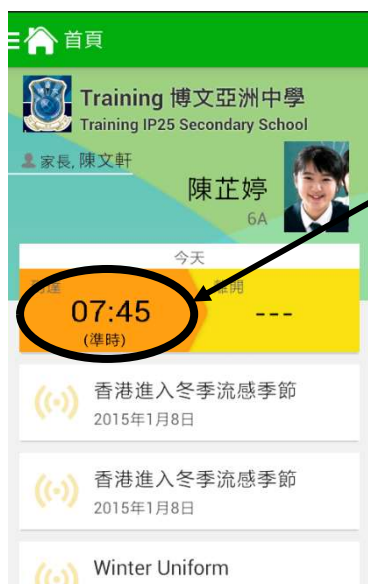 首頁
Training 博文亞洲中學
Training IP25 Secondary School
家長, 陳文軒
陳芷婷
6A
今天
到達
離開
07:45
---
(準時)
香港進入冬季流感季節
2015年1月8日
香港進入冬季流感季節
2015年1月8日
Winter Uniform